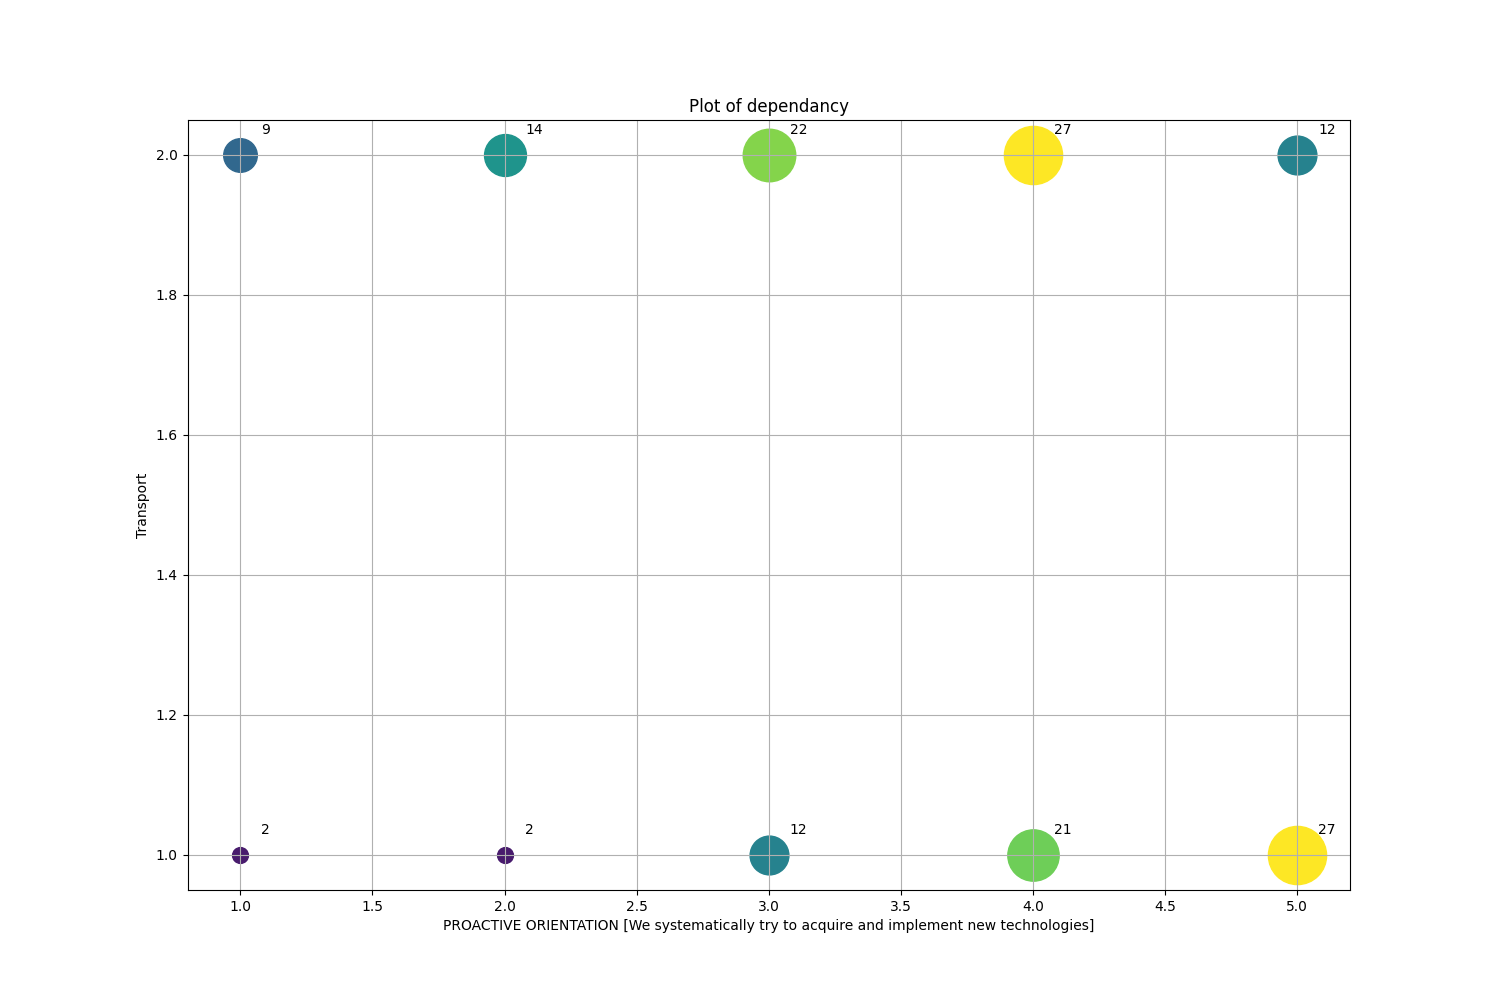 Plot of dependancy
9 14 22 27 12
2.0
1.8
1.6
1.4
1.2
1.0
Transport
2 2 12 21 27
1.0 1.5 2.0 2.5 3.0 3.5 4.0 4.5 5.0
PROACTIVE ORIENTATION [We systematically try to acquire and implement new technologies]